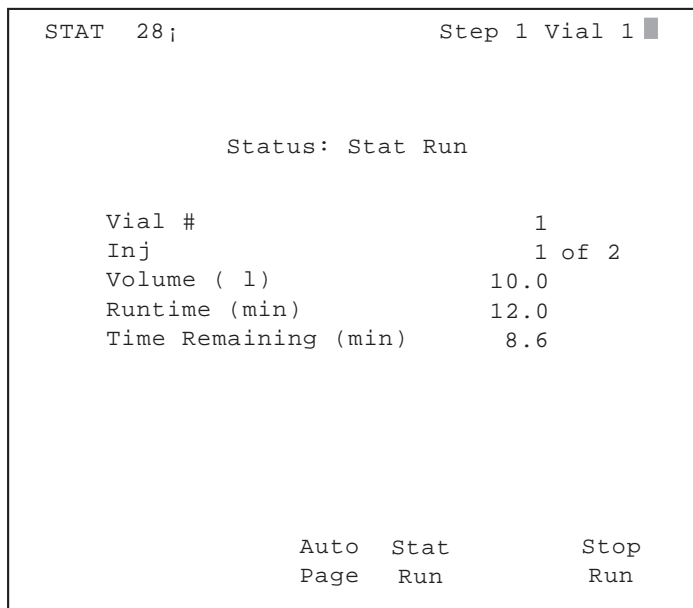 STAT 28¡ Step 1 Vial 1
Status: Stat Run
Vial # 1
Inj 1 of 2
Volume ( l) 10.0
Runtime (min) 12.0
Time Remaining (min) 8.6
Auto Stat Stop
Page Run Run